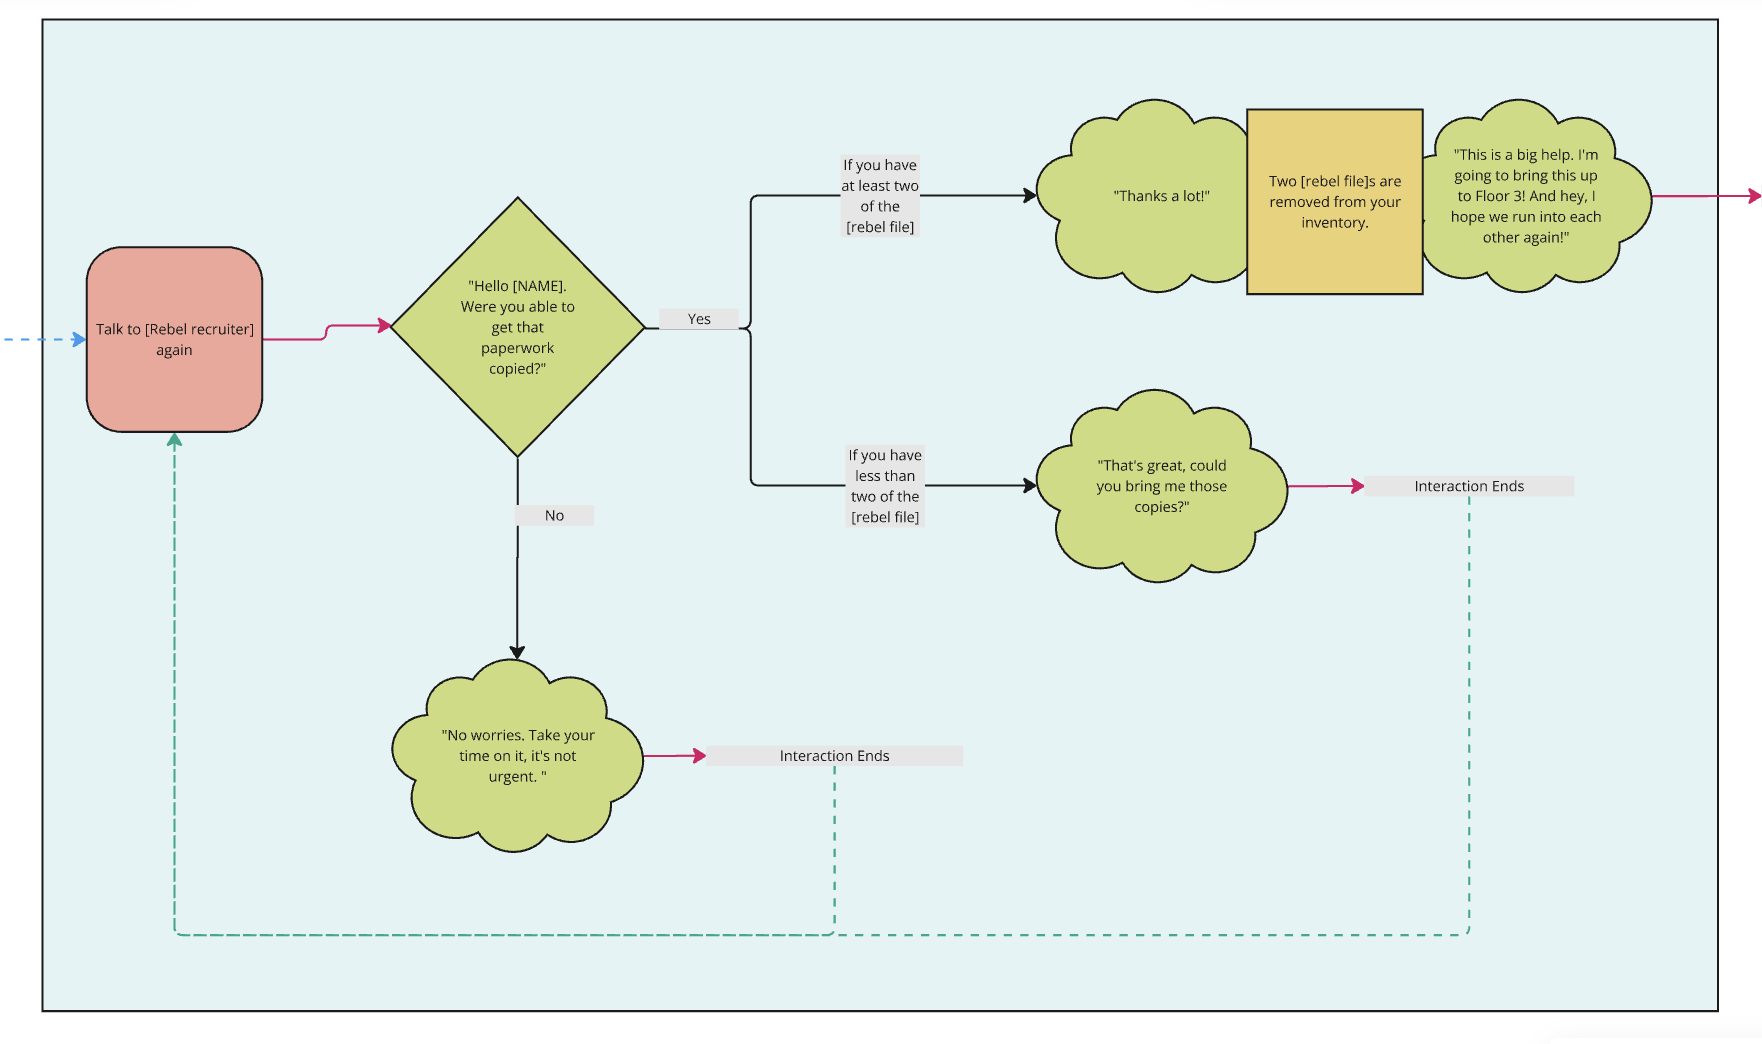 Talk to [Rebel recruiter]
again
"Hello [NAME].
Were you able to
get that
paperwork
copied?"
Yes
If you have
at least two
of the
[rebel file]
"Thanks a lot!"
Two [rebel file]s are
removed from your
inventory.
"This is a big help. I'm
going to bring this up
to Floor 3! And hey, I
hope we run into each
other again!"
If you have
less than
two of the
[rebel file]
"That's great, could
you bring me those
copies?"
Interaction Ends
No
"No worries. Take your
time on it, it's not
urgent. "
Interaction Ends